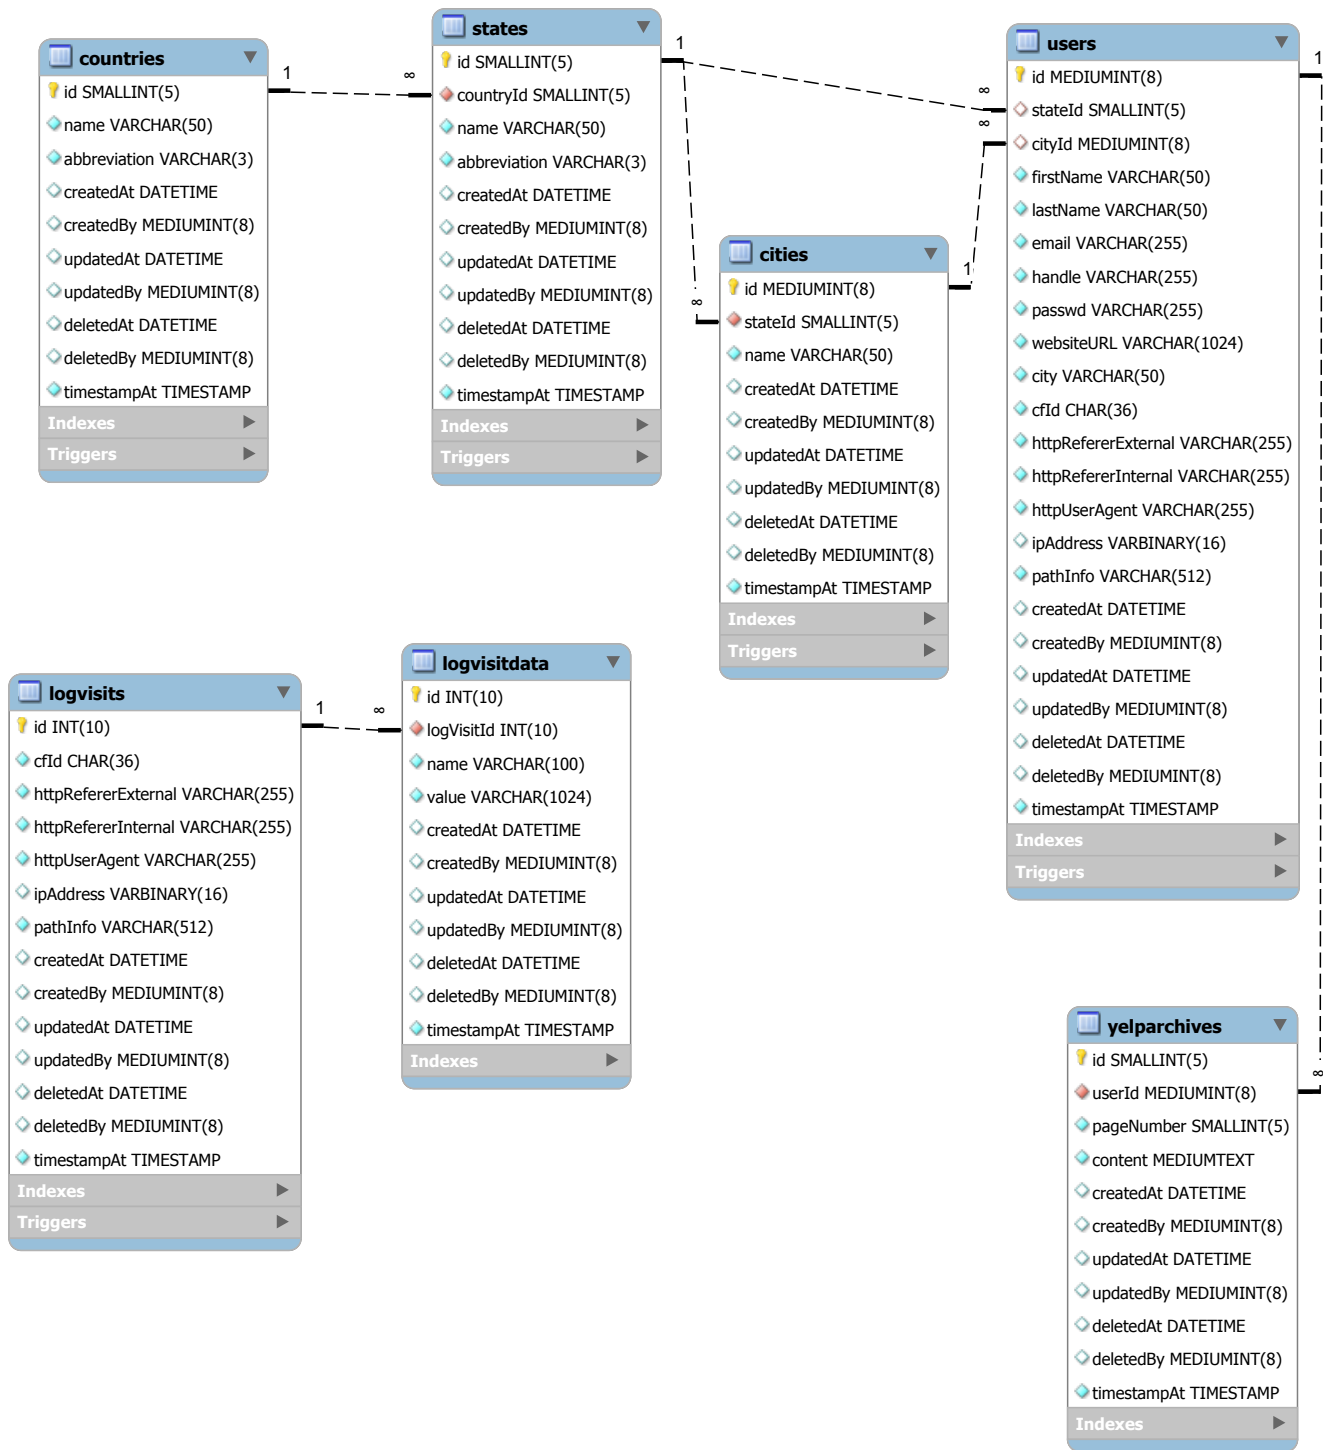 countries
id SMALLINT(5)
name VARCHAR(50)
abbreviation VARCHAR(3)
createdAt DATETIME
createdBy MEDIUMINT(8)
updatedAt DATETIME
updatedBy MEDIUMINT(8)
deletedAt DATETIME
deletedBy MEDIUMINT(8)
timestampAt TIMESTAMP
Indexes
Triggers
1
∞
states
id SMALLINT(5)
countryId SMALLINT(5)
name VARCHAR(50)
abbreviation VARCHAR(3)
createdAt DATETIME
createdBy MEDIUMINT(8)
updatedAt DATETIME
updatedBy MEDIUMINT(8)
deletedAt DATETIME
deletedBy MEDIUMINT(8)
timestampAt TIMESTAMP
Indexes
Triggers
1
∞
∞
cities
id MEDIUMINT(8)
stateId SMALLINT(5)
name VARCHAR(50)
createdAt DATETIME
createdBy MEDIUMINT(8)
updatedAt DATETIME
updatedBy MEDIUMINT(8)
deletedAt DATETIME
deletedBy MEDIUMINT(8)
timestampAt TIMESTAMP
Indexes
Triggers
1
∞
users
id MEDIUMINT(8)
stateId SMALLINT(5)
cityId MEDIUMINT(8)
firstName VARCHAR(50)
lastName VARCHAR(50)
email VARCHAR(255)
handle VARCHAR(255)
passwd VARCHAR(255)
websiteURL VARCHAR(1024)
city VARCHAR(50)
cfId CHAR(36)
httpRefererExternal VARCHAR(255)
httpRefererInternal VARCHAR(255)
httpUserAgent VARCHAR(255)
ipAddress VARBINARY(16)
pathInfo VARCHAR(512)
createdAt DATETIME
createdBy MEDIUMINT(8)
updatedAt DATETIME
updatedBy MEDIUMINT(8)
deletedAt DATETIME
deletedBy MEDIUMINT(8)
timestampAt TIMESTAMP
Indexes
Triggers
1
∞
logvisits
id INT(10)
cfId CHAR(36)
httpRefererExternal VARCHAR(255)
httpRefererInternal VARCHAR(255)
httpUserAgent VARCHAR(255)
ipAddress VARBINARY(16)
pathInfo VARCHAR(512)
createdAt DATETIME
createdBy MEDIUMINT(8)
updatedAt DATETIME
updatedBy MEDIUMINT(8)
deletedAt DATETIME
deletedBy MEDIUMINT(8)
timestampAt TIMESTAMP
Indexes
Triggers
1
∞
logvisitdata
id INT(10)
logVisitId INT(10)
name VARCHAR(100)
value VARCHAR(1024)
createdAt DATETIME
createdBy MEDIUMINT(8)
updatedAt DATETIME
updatedBy MEDIUMINT(8)
deletedAt DATETIME
deletedBy MEDIUMINT(8)
timestampAt TIMESTAMP
Indexes
yelparchives
id SMALLINT(5)
userId MEDIUMINT(8)
pageNumber SMALLINT(5)
content MEDIUMTEXT
createdAt DATETIME
createdBy MEDIUMINT(8)
updatedAt DATETIME
updatedBy MEDIUMINT(8)
deletedAt DATETIME
deletedBy MEDIUMINT(8)
timestampAt TIMESTAMP
Indexes